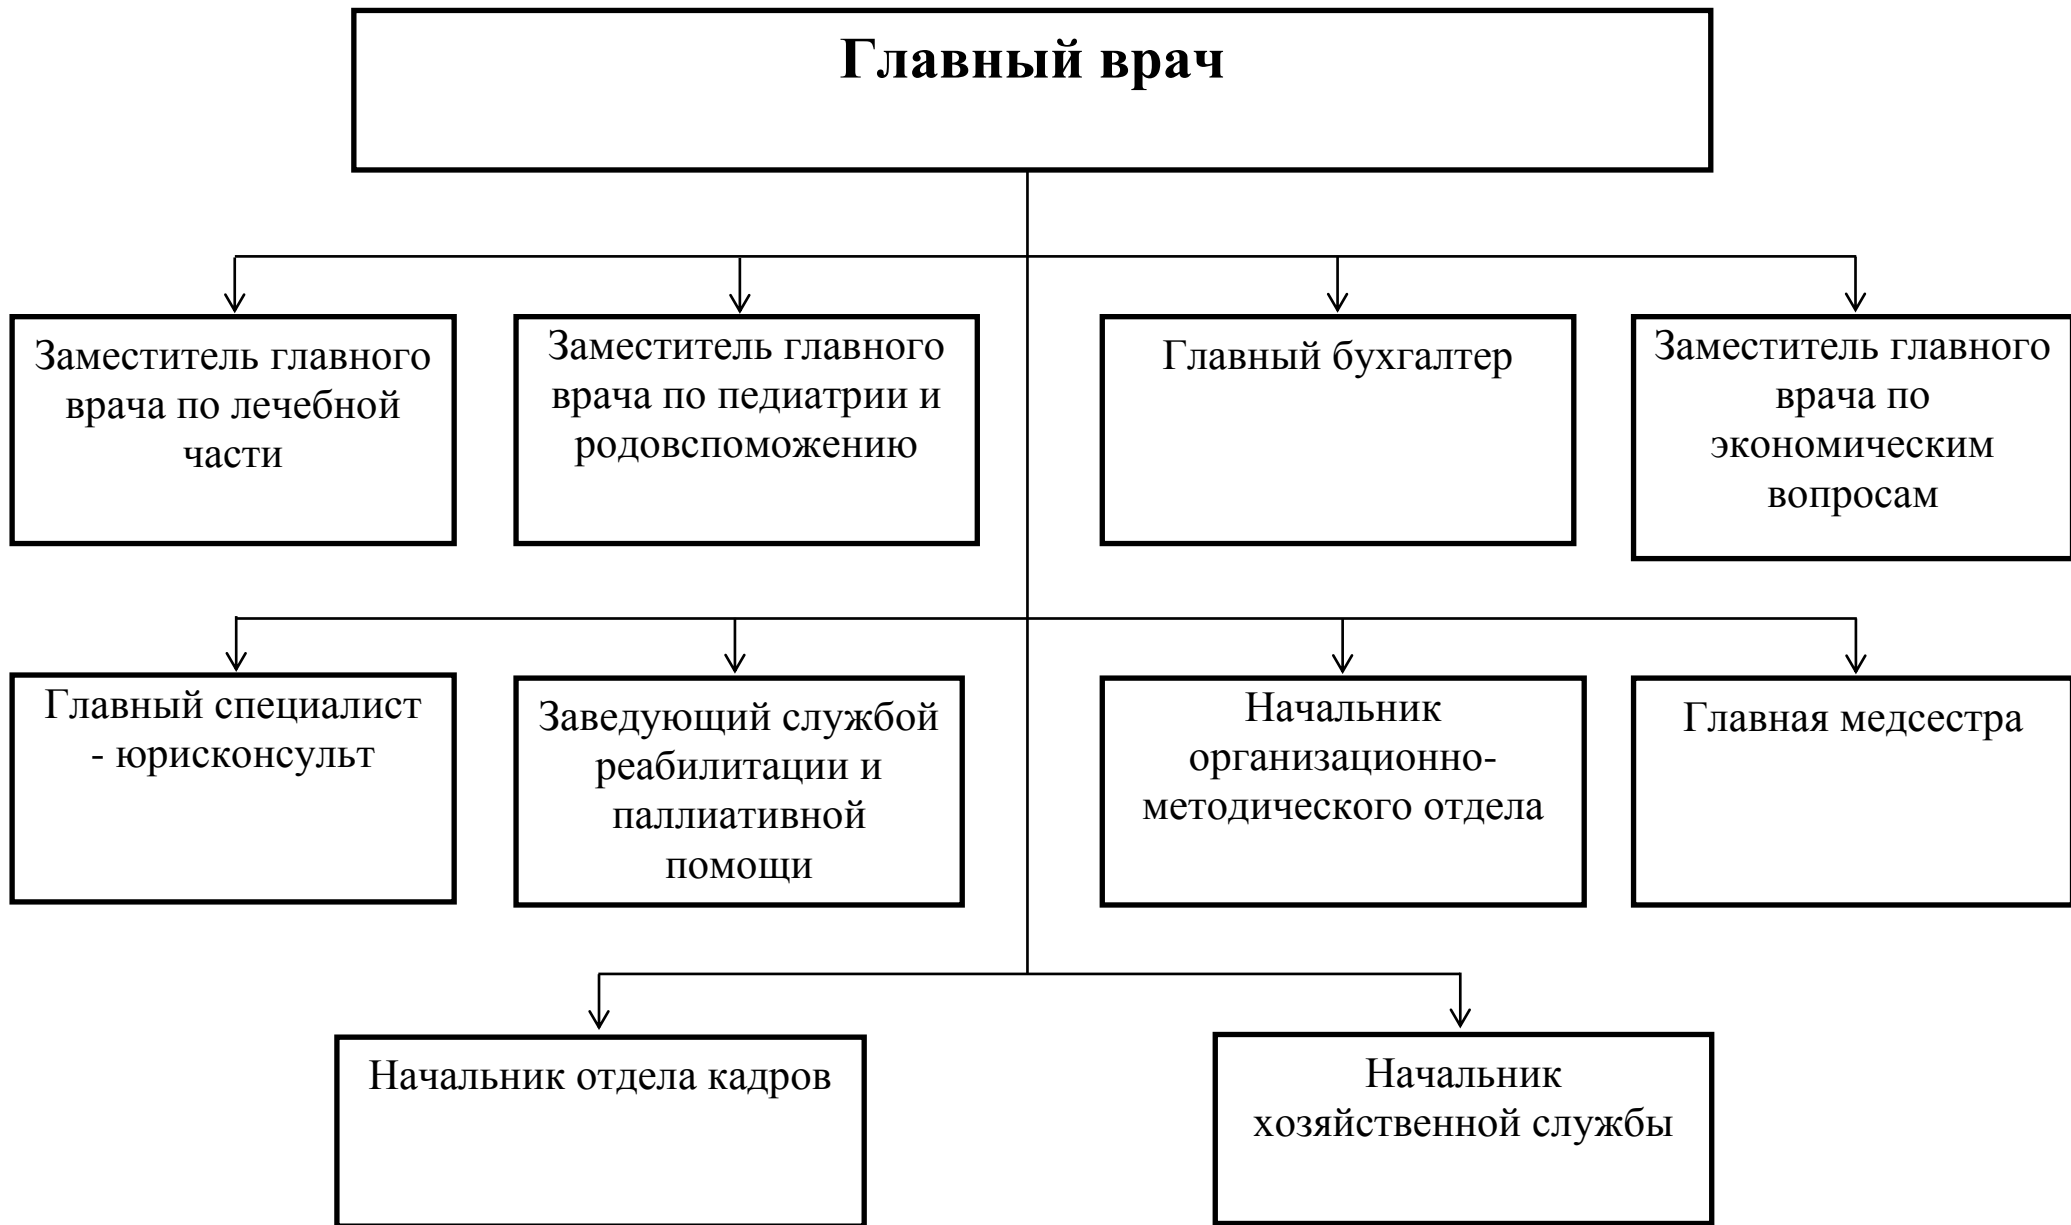 Главный врач
Заместитель главного
врача по лечебной
части
Заместитель главного
врача по педиатрии и
родовспоможению
Главный бухгалтер
Заместитель главного
врача по
экономическим
вопросам
Главный специалист
- юрисконсульт
Заведующий службой
реабилитации и
паллиативной
помощи
Начальник
организационно-
методического отдела
Главная медсестра
Начальник отдела кадров
Начальник
хозяйственной службы